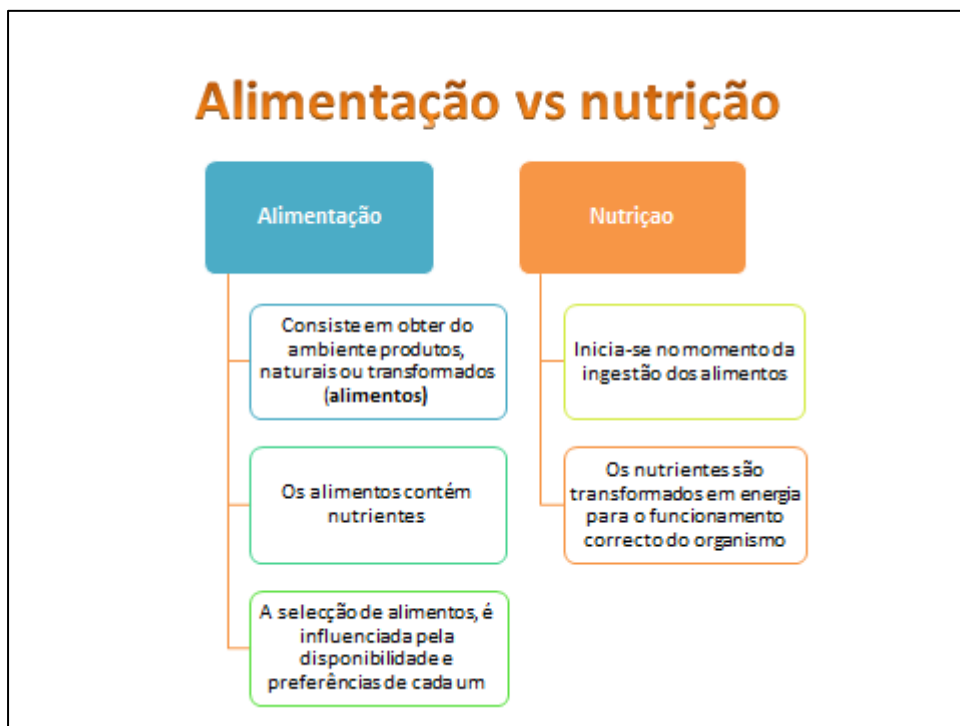 Alimentação vs nutrição
Alimentação
Consiste em obter do
ambiente produtos,
naturais ou transformados
(alimentos)
Os alimentos contém
nutrientes
A selecção de alimentos, é
influenciada pela
disponibilidade e
preferências de cada um
Nutriçao
Inicia-se no momento da
ingestão dos alimentos
Os nutrientes são
transformados em energia
para o funcionamento
correcto do organismo